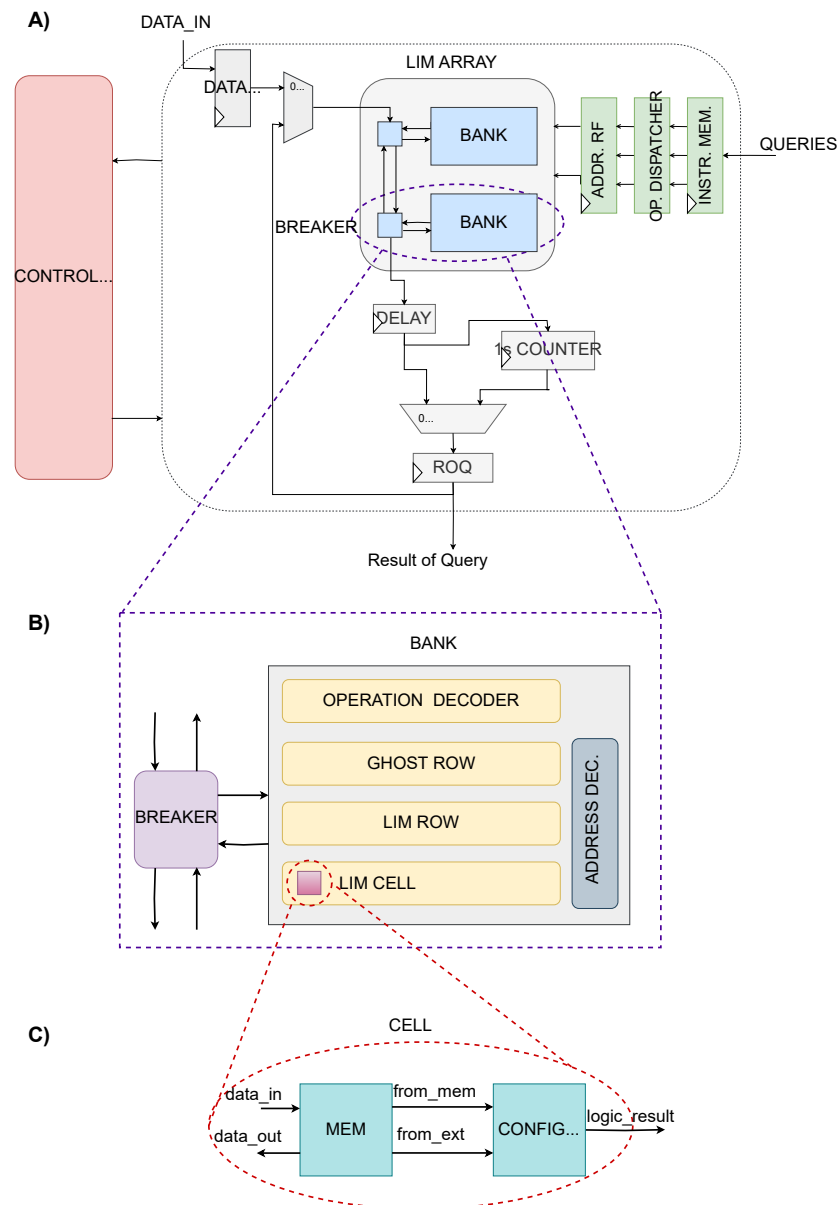 A)
DATA_IN
LIM ARRAY
DATA...
0...
BANK
ADDR. RF
OP. DISPATCHER
INSTR. MEM.
QUERIES
BREAKER
BANK
CONTROL...
DELAY
1s COUNTER
0...
ROQ
Result of Query
B)
BANK
OPERATION DECODER
GHOST ROW
BREAKER
LIM ROW
ADDRESS DEC.
LIM CELL
C)
CELL
data_in
from_mem
MEM
CONFIG...
logic_result
data_out
from_ext